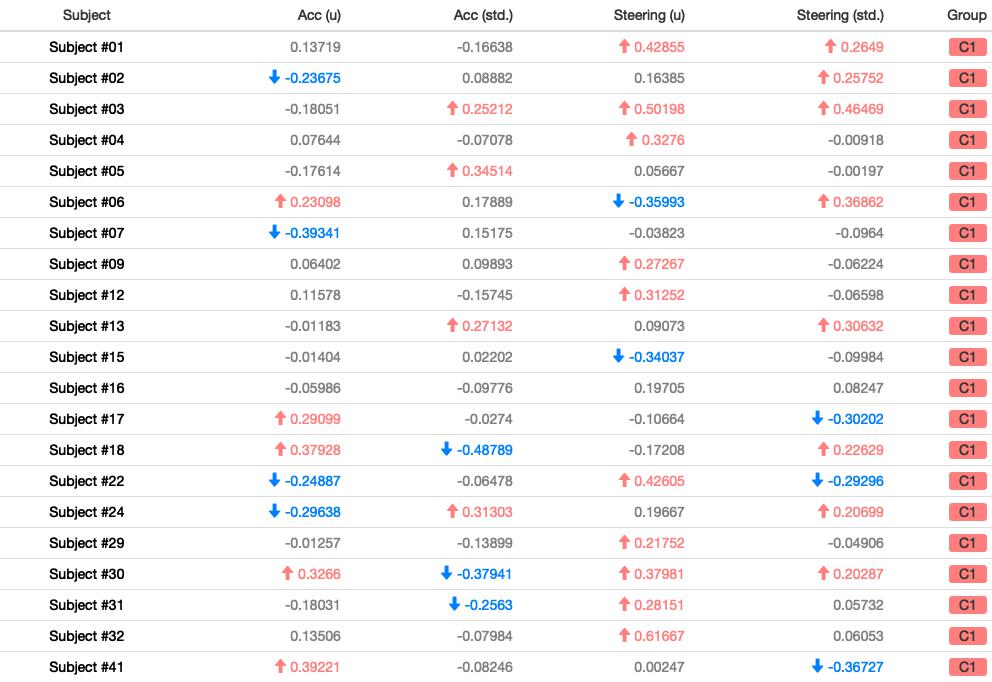 Subject Acc (u) Acc (std.) Steering (u) Steering (std.) Group
Subject #01 0.13719 -0.16638 0.42855 0.2649 C1
Subject #02 -0.23675 0.08882 0.16385 0.25752 C1
Subject #03 -0.18051 0.25212 0.50198 0.46469 C1
Subject #04 0.07644 -0.07078 0.3276 -0.00918 C1
Subject #05 -0.17614 0.34514 0.05667 -0.00197 C1
Subject #06 0.23098 0.17889 -0.35993 0.36862 C1
Subject #07 -0.39341 0.15175 -0.03823 -0.0964 C1
Subject #09 0.06402 0.09893 0.27267 -0.06224 C1
Subject #12 0.11578 -0.15745 0.31252 -0.06598 C1
Subject #13 -0.01183 0.27132 0.09073 0.30632 C1
Subject #15 -0.01404 0.02202 -0.34037 -0.09984 C1
Subject #16 -0.05986 -0.09776 0.19705 0.08247 C1
Subject #17 0.29099 -0.0274 -0.10664 -0.30202 C1
Subject #18 0.37928 -0.48789 -0.17208 0.22629 C1
Subject #22 -0.24887 -0.06478 0.42605 -0.29296 C1
Subject #24 -0.29638 0.31303 0.19667 0.20699 C1
Subject #29 -0.01257 -0.13899 0.21752 -0.04906 C1
Subject #30 0.3266 -0.37941 0.37981 0.20287 C1
Subject #31 -0.18031 -0.2563 0.28151 0.05732 C1
Subject #32 0.13506 -0.07984 0.61667 0.06053 C1
Subject #41 0.39221 -0.08246 0.00247 -0.36727 C1